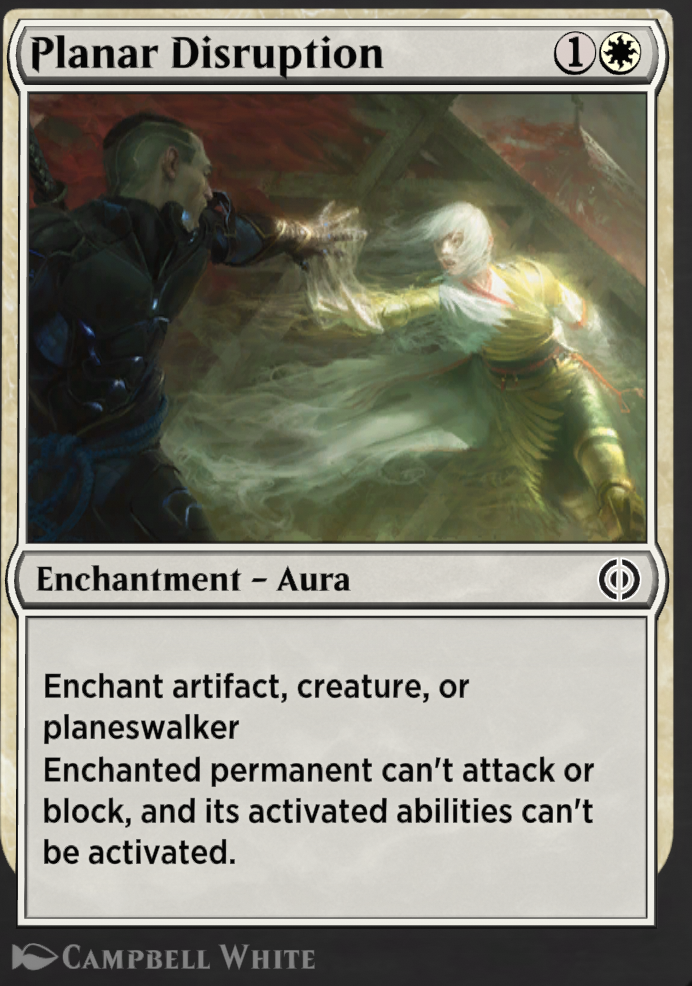 Planar Disruption 1
Enchantment – Aura
Enchant artifact, creature, or
planeswalker
Enchanted permanent can't attack or
block, and its activated abilities can't
be activated.
Campbell White